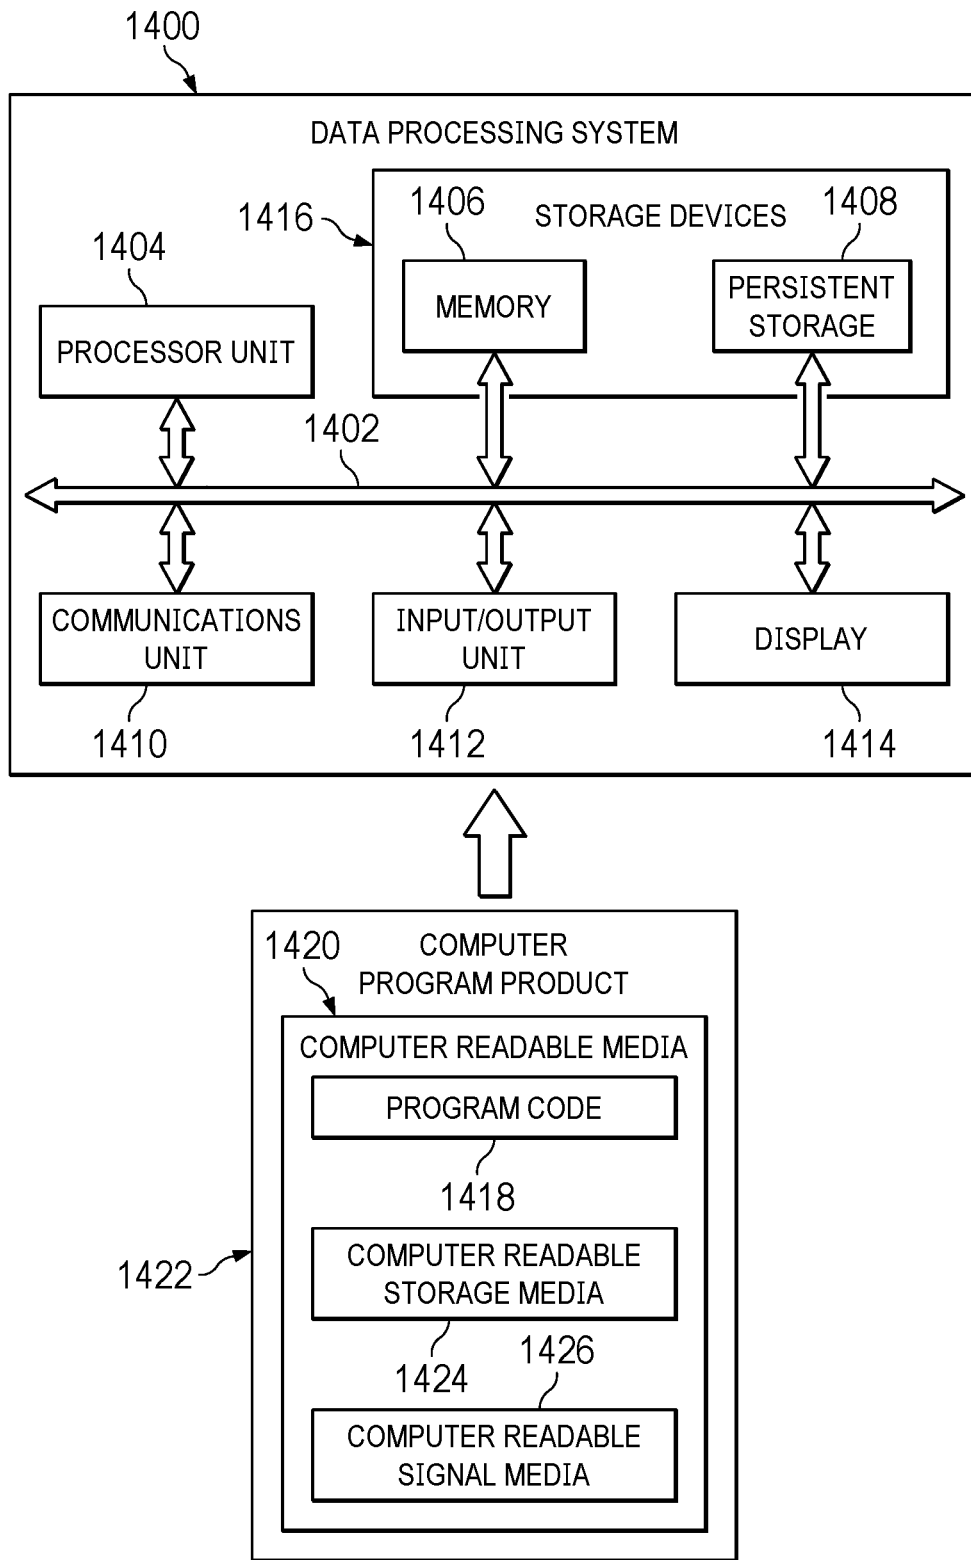 1400
DATA PROCESSING SYSTEM
1416
1406
STORAGE DEVICES
1408
1404
MEMORY
PERSISTENT
STORAGE
PROCESSOR UNIT
1402
COMMUNICATIONS
UNIT
INPUT/OUTPUT
UNIT
DISPLAY
1410
1412
1414
1420
COMPUTER
PROGRAM PRODUCT
COMPUTER READABLE MEDIA
PROGRAM CODE
1418
1422
COMPUTER READABLE
STORAGE MEDIA
1424
1426
COMPUTER READABLE
SIGNAL MEDIA